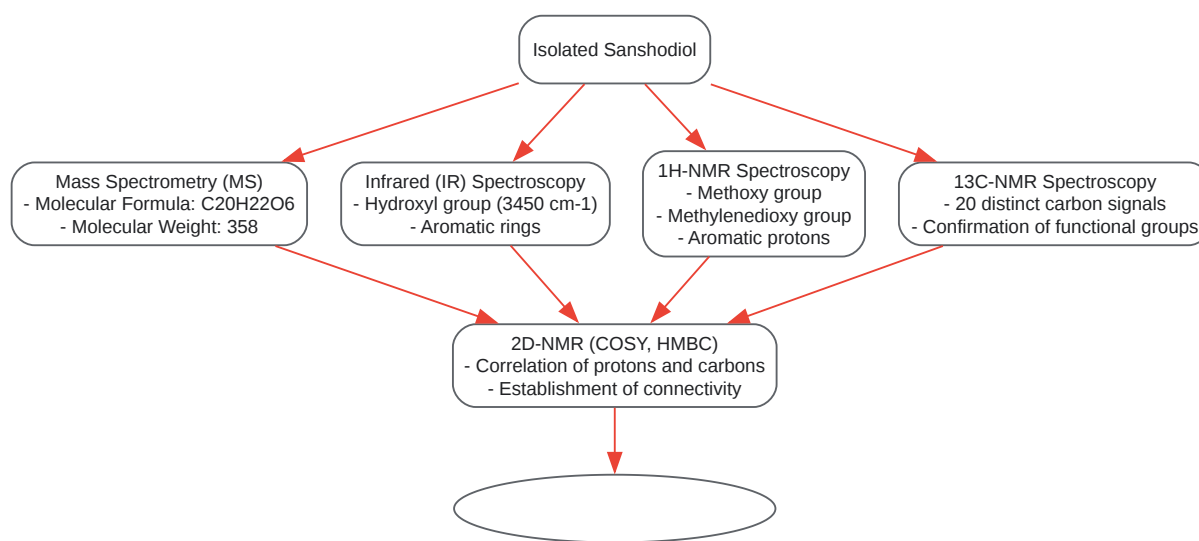 Isolated Sanshodiol
Mass Spectrometry (MS)
- Molecular Formula: C20H22O6
- Molecular Weight: 358
Infrared (IR) Spectroscopy
- Hydroxyl group (3450 cm-1)
- Aromatic rings
1H-NMR Spectroscopy
- Methoxy group
- Methylenedioxy group
- Aromatic protons
13C-NMR Spectroscopy
- 20 distinct carbon signals
- Confirmation of functional groups
2D-NMR (COSY, HMBC)
- Correlation of protons and carbons
- Establishment of connectivity